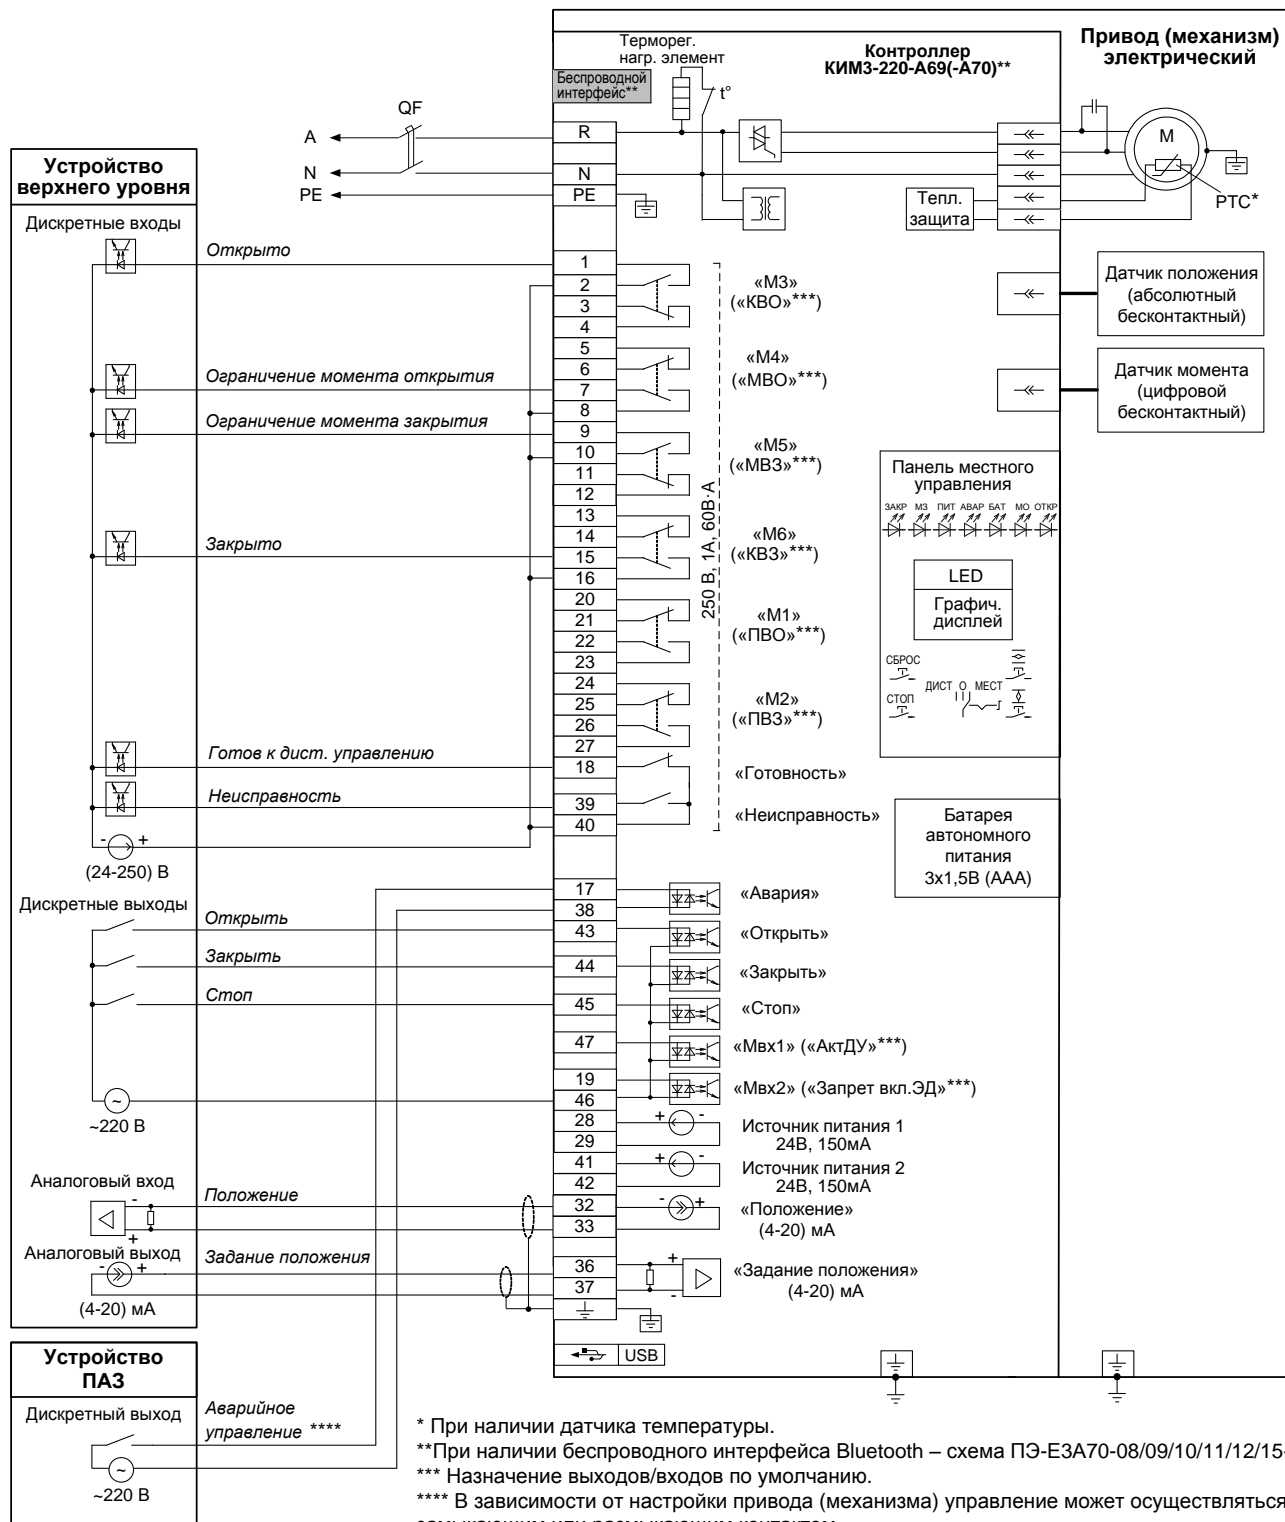 Привод (механизм)
электрический
Контроллер
КИМ3-220-А69(-А70)**
Терморег.
нагр. элемент
Беспроводной
интерфейс**
t°
QF
A
N
PE
R
N
PE
M
PTC*
Тепл.
защита
Устройство
верхнего уровня
Дискретные входы
Открыто
Ограничение момента открытия
Ограничение момента закрытия
Закрыто
Готов к дист. управлению
Неисправность
- +
(24-250) В
1
2
3
4
«М3»
(«КВО»***)
5
6
7
8
«М4»
(«МВО»***)
9
10
11
12
«М5»
(«МВЗ»***)
13
14
15
16
«М6»
(«КВЗ»***)
20
21
22
23
«М1»
(«ПВО»***)
24
25
26
27
«М2»
(«ПВЗ»***)
18
«Готовность»
39
40
«Неисправность»
250 В, 1А, 60В·А
Датчик положения
(абсолютный
бесконтактный)
Датчик момента
(цифровой
бесконтактный)
Панель местного
управления
ЗАКР МЗ ПИТ АВАР БАТ МО ОТКР
LED
Графич.
дисплей
СБРОС
СТОП
ДИСТ О МЕСТ
Батарея
автономного
питания
3х1,5В (ААА)
Дискретные выходы
Открыть
Закрыть
Стоп
~
~220 В
17
38
«Авария»
43
«Открыть»
44
«Закрыть»
45
«Стоп»
47
«Мвх1» («АктДУ»***)
19
46
«Мвх2» («Запрет вкл.ЭД»***)
28
29
+ -
Источник питания 1
24В, 150мА
41
42
+ -
Источник питания 2
24В, 150мА
Аналоговый вход
-
+
Положение
32
33
- +
«Положение»
(4-20) мА
Аналоговый выход
- +
(4-20) мА
Задание положения
36
37
+
-
«Задание положения»
(4-20) мА
USB
Устройство
ПАЗ
Дискретный выход
~
~220 В
Аварийное
управление ****
* При наличии датчика температуры.
**При наличии беспроводного интерфейса Bluetooth – схема ПЭ-ЕЗА70-08/09/10/11/12/15-
*** Назначение выходов/входов по умолчанию.
**** В зависимости от настройки привода (механизма) управление может осуществляться